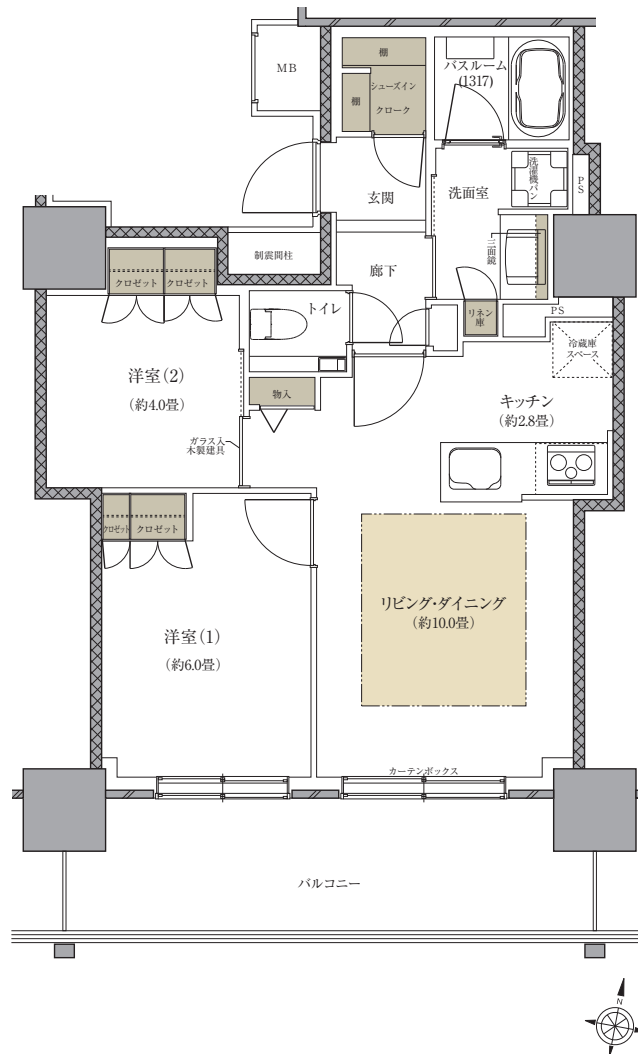 MB
棚
棚
シューズイン
クローク
バスルーム
(1317)
洗濯機パン
PS
玄関
洗面室
三面鏡
制震間柱
廊下
クロゼット
クロゼット
トイレ
リネン
庫
PS
冷蔵庫
スペース
洋室(2)
(約4.0畳)
物入
キッチン
(約2.8畳)
ガラス入
木製建具
クロゼット
クロゼット
リビング・ダイニング
(約10.0畳)
洋室(1)
(約6.0畳)
カーテンボックス
バルコニー
N